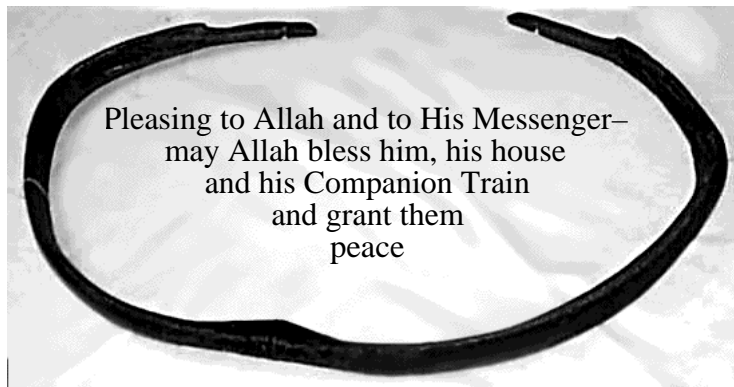 Pleasing to Allah and to His Messenger–
may Allah bless him, his house
and his Companion Train
and grant them
peace